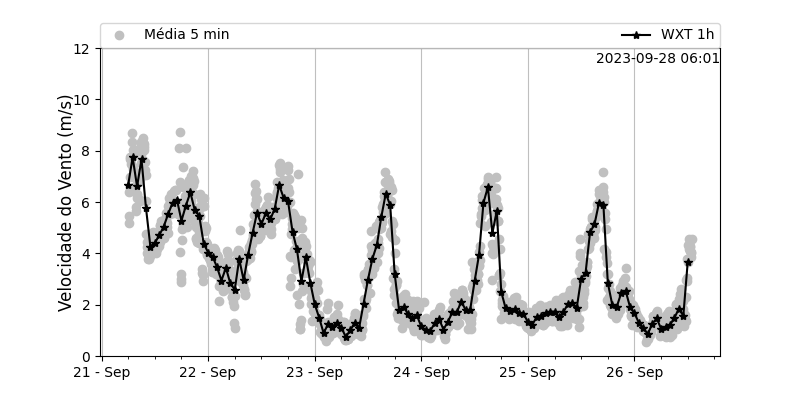 Média 5 min
WXT 1h
2023-09-28 06:01
Velocidade do Vento (m/s)
12
10
8
6
4
2
0
21 - Sep
22 - Sep
23 - Sep
24 - Sep
25 - Sep
26 - Sep